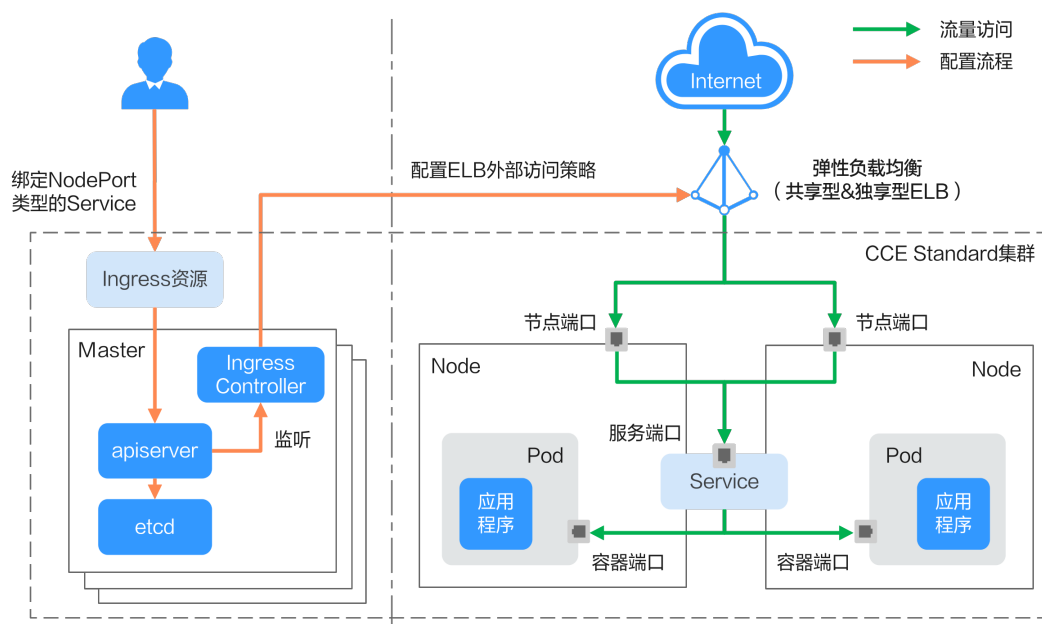 流量访问
配置流程
Internet
绑定NodePort
类型的Service
配置ELB外部访问策略
弹性负载均衡
（共享型&独享型ELB）
CCE Standard集群
Ingress资源
节点端口
节点端口
Master
Ingress
Controller
Node
Node
apiserver
监听
服务端口
Pod
Service
Pod
应用
程序
应用
程序
etcd
容器端口
容器端口